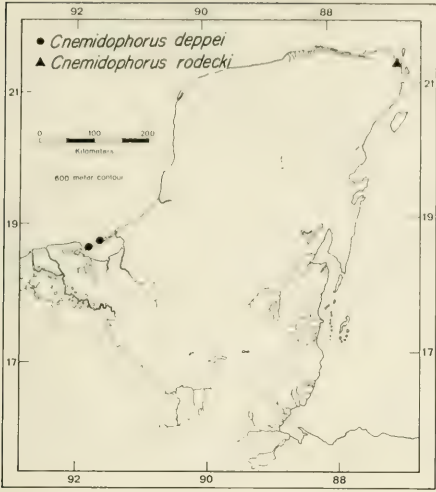 90 88
● Cnemidophorus deppei
▲ Cnemidophorus rodecki
21 21
0 100 200
Kilometers
600 meter contour
19 19
17 17
92 90 88